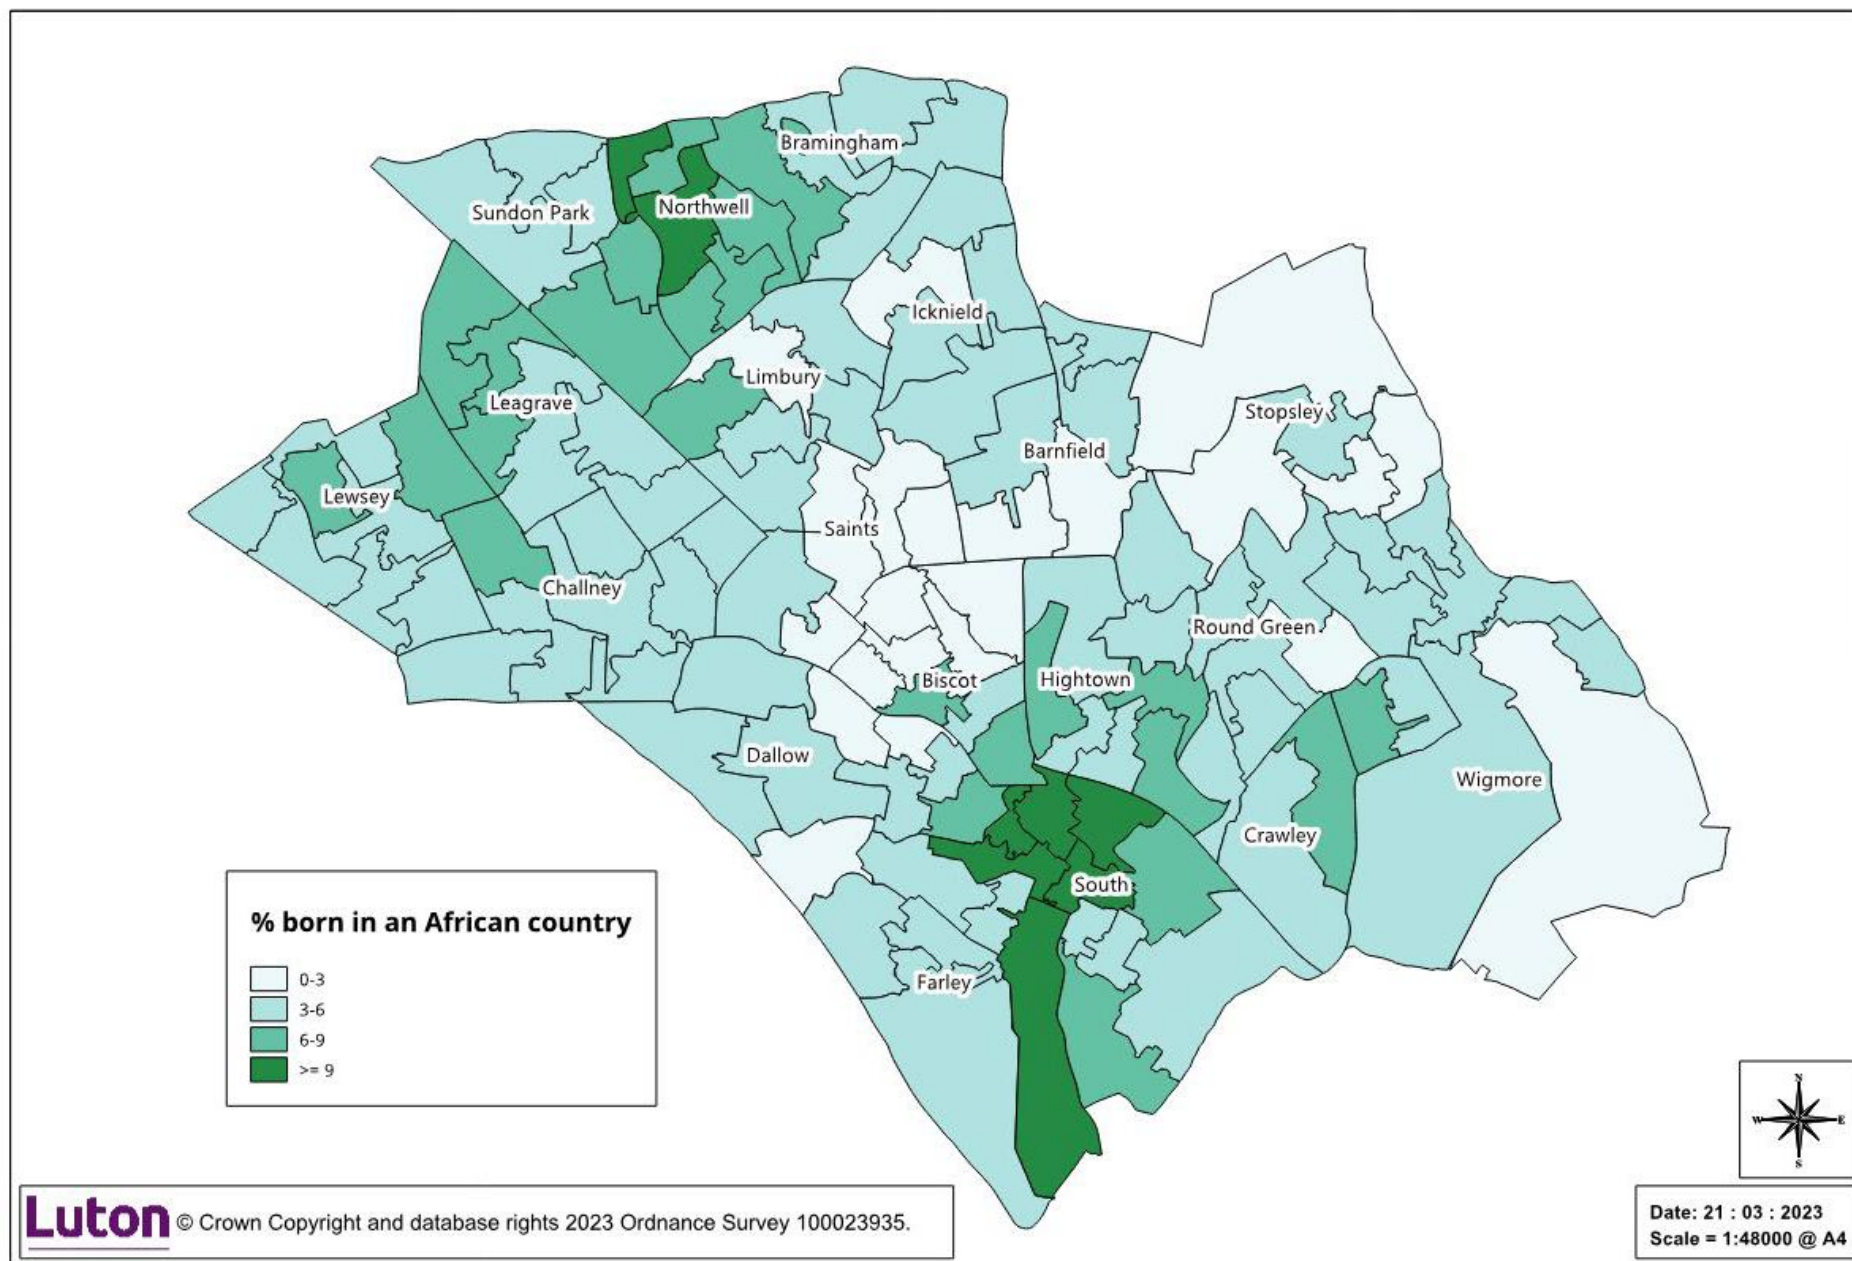 Bramingham
Sundon Park
Northwell
Icknield
Limbury
Leagrave
Stopsley
Barnfield
Lewsey
Saints
Challney
Round Green
Biscot
Hightown
Dallow
Wigmore
Crawley
South
Farley
% born in an African country
0-3
3-6
6-9
>= 9
N
W E
S
Luton © Crown Copyright and database rights 2023 Ordnance Survey 100023935.
Date: 21 : 03 : 2023
Scale = 1:48000 @ A4